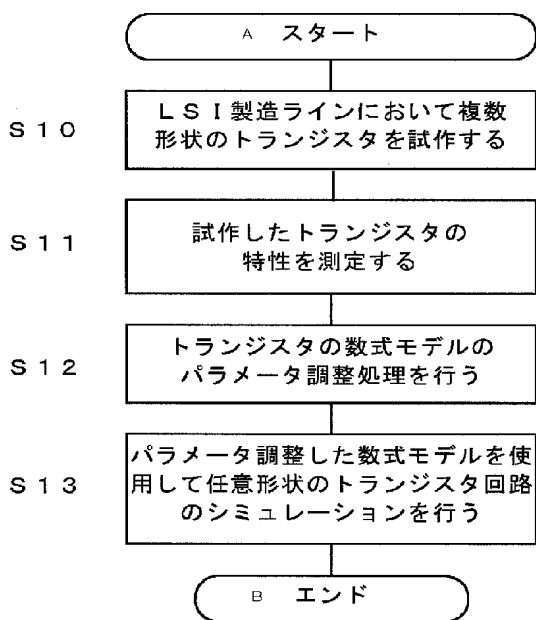 A スタート
S10
LSI製造ラインにおいて複数
形状のトランジスタを試作する
S11
試作したトランジスタの
特性を測定する
S12
トランジスタの数式モデルの
パラメータ調整処理を行う
S13
パラメータ調整した数式モデルを使
用して任意形状のトランジスタ回路
のシミュレーションを行う
B エンド